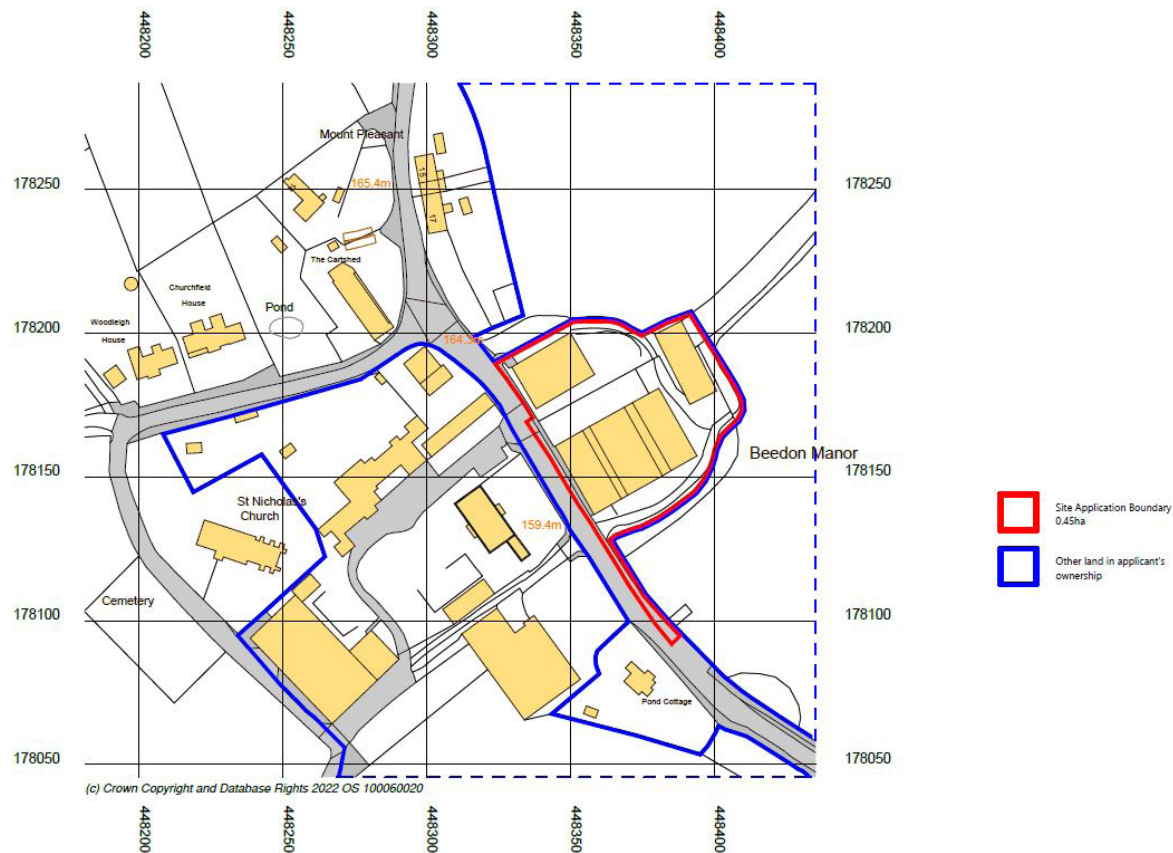 448200
448250
448300
448350
448400
Mount Pleasant
178250
165.4m
15
178250
17
The Cartshed
Churchfield
House
Pond
Woodleigh
House
178200
164.3m
178200
178150
Beedon Manor
178150
St Nicholas's
Church
159.4m
Site Application Boundary
0.45ha
Other land in applicant's
ownership
Cemetery
178100
178100
Pond Cottage
178050
178050
(c) Crown Copyright and Database Rights 2022 OS 100060020
448200
448250
448300
448350
448400